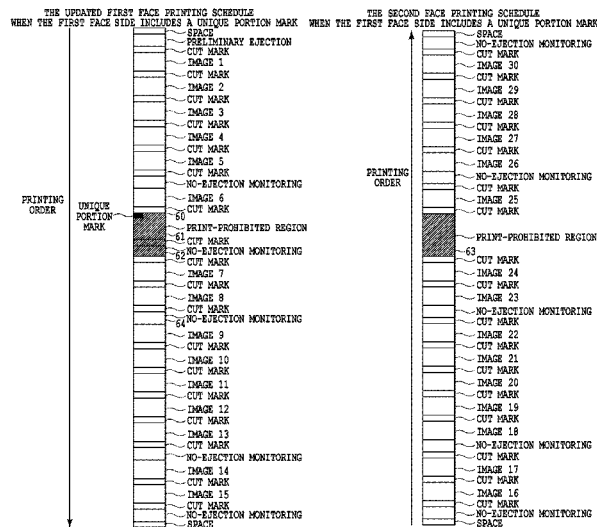 THE UPDATED FIRST FACE PRINTING SCHEDULE
WHEN THE FIRST FACE SIDE INCLUDES A UNIQUE PORTION MARK
SPACE
PRELIMINARY EJECTION
CUT MARK
IMAGE 1
CUT MARK
IMAGE 2
CUT MARK
IMAGE 3
CUT MARK
IMAGE 4
CUT MARK
IMAGE 5
CUT MARK
NO-EJECTION MONITORING
IMAGE 6
CUT MARK
60
PRINT-PROHIBITED REGION
61
CUT MARK
NO-EJECTION MONITORING
62
CUT MARK
IMAGE 7
CUT MARK
IMAGE 8
CUT MARK
NO-EJECTION MONITORING
64
IMAGE 9
CUT MARK
IMAGE 10
CUT MARK
IMAGE 11
CUT MARK
IMAGE 12
CUT MARK
IMAGE 13
CUT MARK
NO-EJECTION MONITORING
IMAGE 14
CUT MARK
IMAGE 15
CUT MARK
NO-EJECTION MONITORING
SPACE
PRINTING
ORDER
UNIQUE
PORTION
MARK
THE SECOND FACE PRINTING SCHEDULE
WHEN THE FIRST FACE SIDE INCLUDES A UNIQUE PORTION MARK
SPACE
NO-EJECTION MONITORING
CUT MARK
IMAGE 30
CUT MARK
IMAGE 29
CUT MARK
IMAGE 28
CUT MARK
IMAGE 27
CUT MARK
IMAGE 26
NO-EJECTION MONITORING
CUT MARK
IMAGE 25
CUT MARK
PRINT-PROHIBITED REGION
63
CUT MARK
IMAGE 24
CUT MARK
IMAGE 23
NO-EJECTION MONITORING
CUT MARK
IMAGE 22
CUT MARK
IMAGE 21
CUT MARK
IMAGE 20
CUT MARK
IMAGE 19
CUT MARK
IMAGE 18
NO-EJECTION MONITORING
CUT MARK
IMAGE 17
CUT MARK
IMAGE 16
CUT MARK
NO-EJECTION MONITORING
SPACE
PRINTING
ORDER